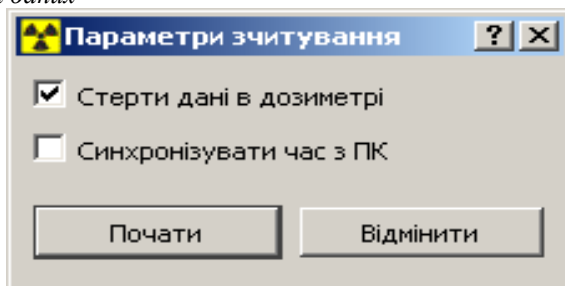 Параметри зчитування
Стерти дані в дозиметрі
Синхронізувати час з ПК
Почати
Відмінити